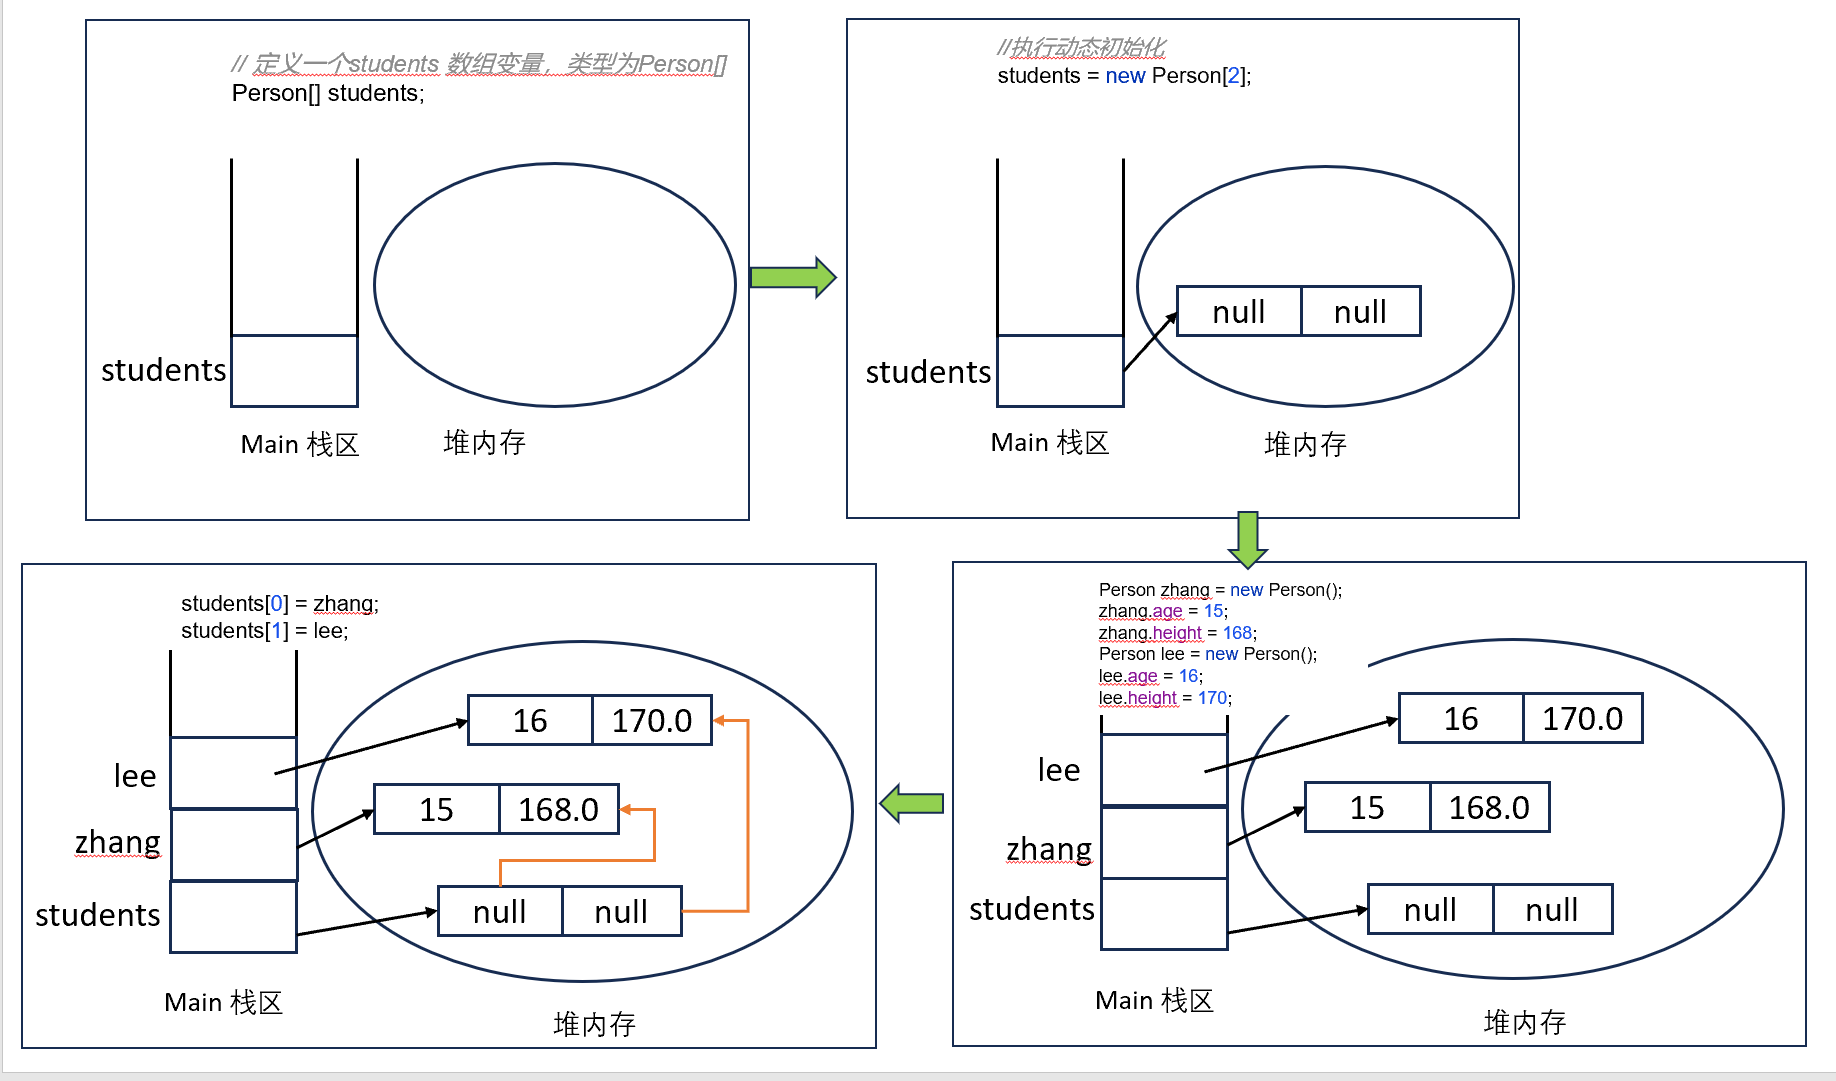 // 定义一个students 数组变量，类型为Person[]
Person[] students;
students
Main 栈区
堆内存
//执行动态初始化
students = new Person[2];
null null
students
Main 栈区
堆内存
Person zhang = new Person();
zhang.age = 15;
zhang.height = 168;
Person lee = new Person();
lee.age = 16;
lee.height = 170;
16 170.0
lee
15 168.0
zhang
students
null null
Main 栈区
堆内存
students[0] = zhang;
students[1] = lee;
16 170.0
lee
15 168.0
zhang
students
null null
Main 栈区
堆内存